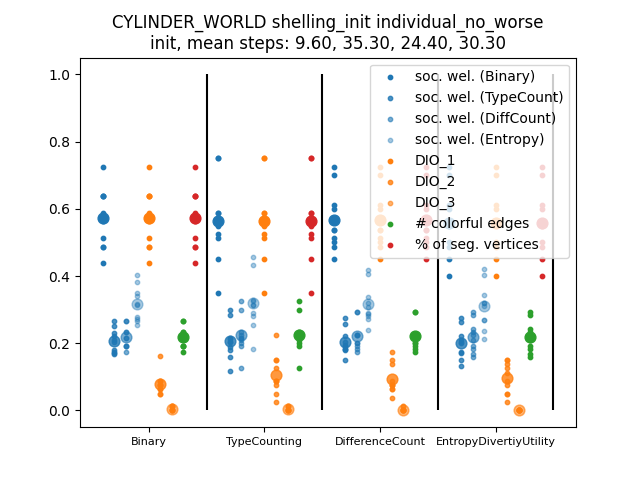 CYLINDER_WORLD shelling_init individual_no_worse
init, mean steps: 9.60, 35.30, 24.40, 30.30
1.0
0.8
0.6
0.4
0.2
0.0
soc. wel. (Binary)
soc. wel. (TypeCount)
soc. wel. (DiffCount)
soc. wel. (Entropy)
DIO_1
DIO_2
DIO_3
# colorful edges
% of seg. vertices
Binary
TypeCounting
DifferenceCount
EntropyDivertiyUtility